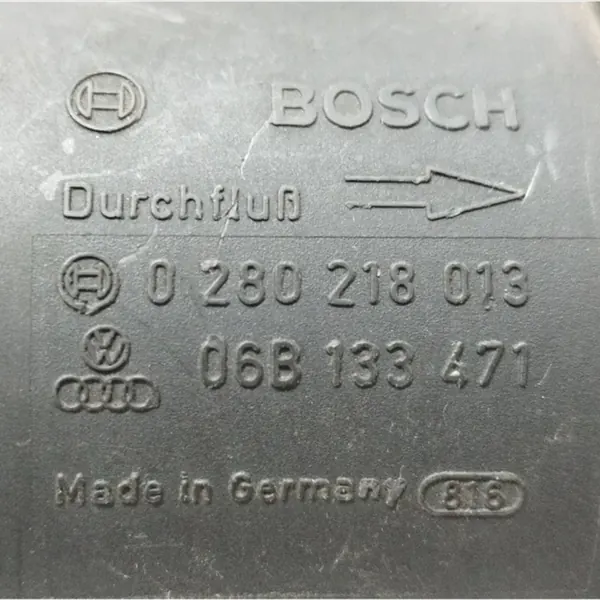 BOSCH
Durchfluß
0 280 218 013
06B 133 471
Made in Germany 816